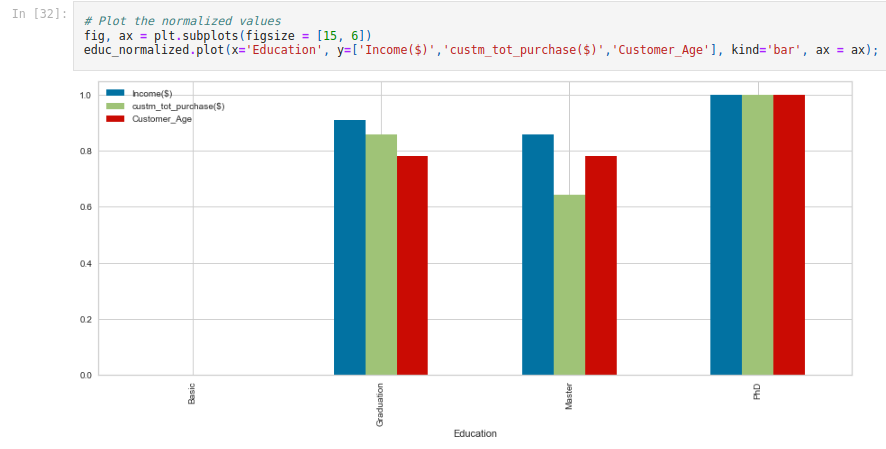 In [32]:
# Plot the normalized values
fig, ax = plt.subplots(figsize = [15, 6])
educ_normalized.plot(x='Education', y=['Income($)','custm_tot_purchase($)','Customer_Age'], kind='bar', ax = ax);
Income($)
custm_tot_purchase($)
Customer_Age
1.0
0.8
0.6
0.4
0.2
0.0
Basic
Graduation
Master
PhD
Education